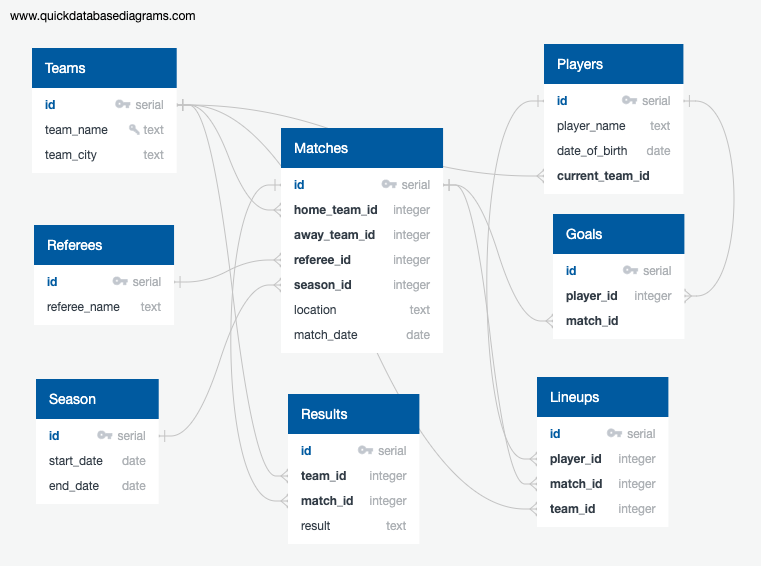 www.quickdatabasediagrams.com
Teams
id serial
team_name text
team_city text
Referees
id serial
referee_name text
Season
id serial
start_date date
end_date date
Matches
id serial
home_team_id integer
away_team_id integer
referee_id integer
season_id integer
location text
match_date date
Results
id serial
team_id integer
match_id integer
result text
Players
id serial
player_name text
date_of_birth date
current_team_id
Goals
id serial
player_id integer
match_id
Lineups
id serial
player_id integer
match_id integer
team_id integer